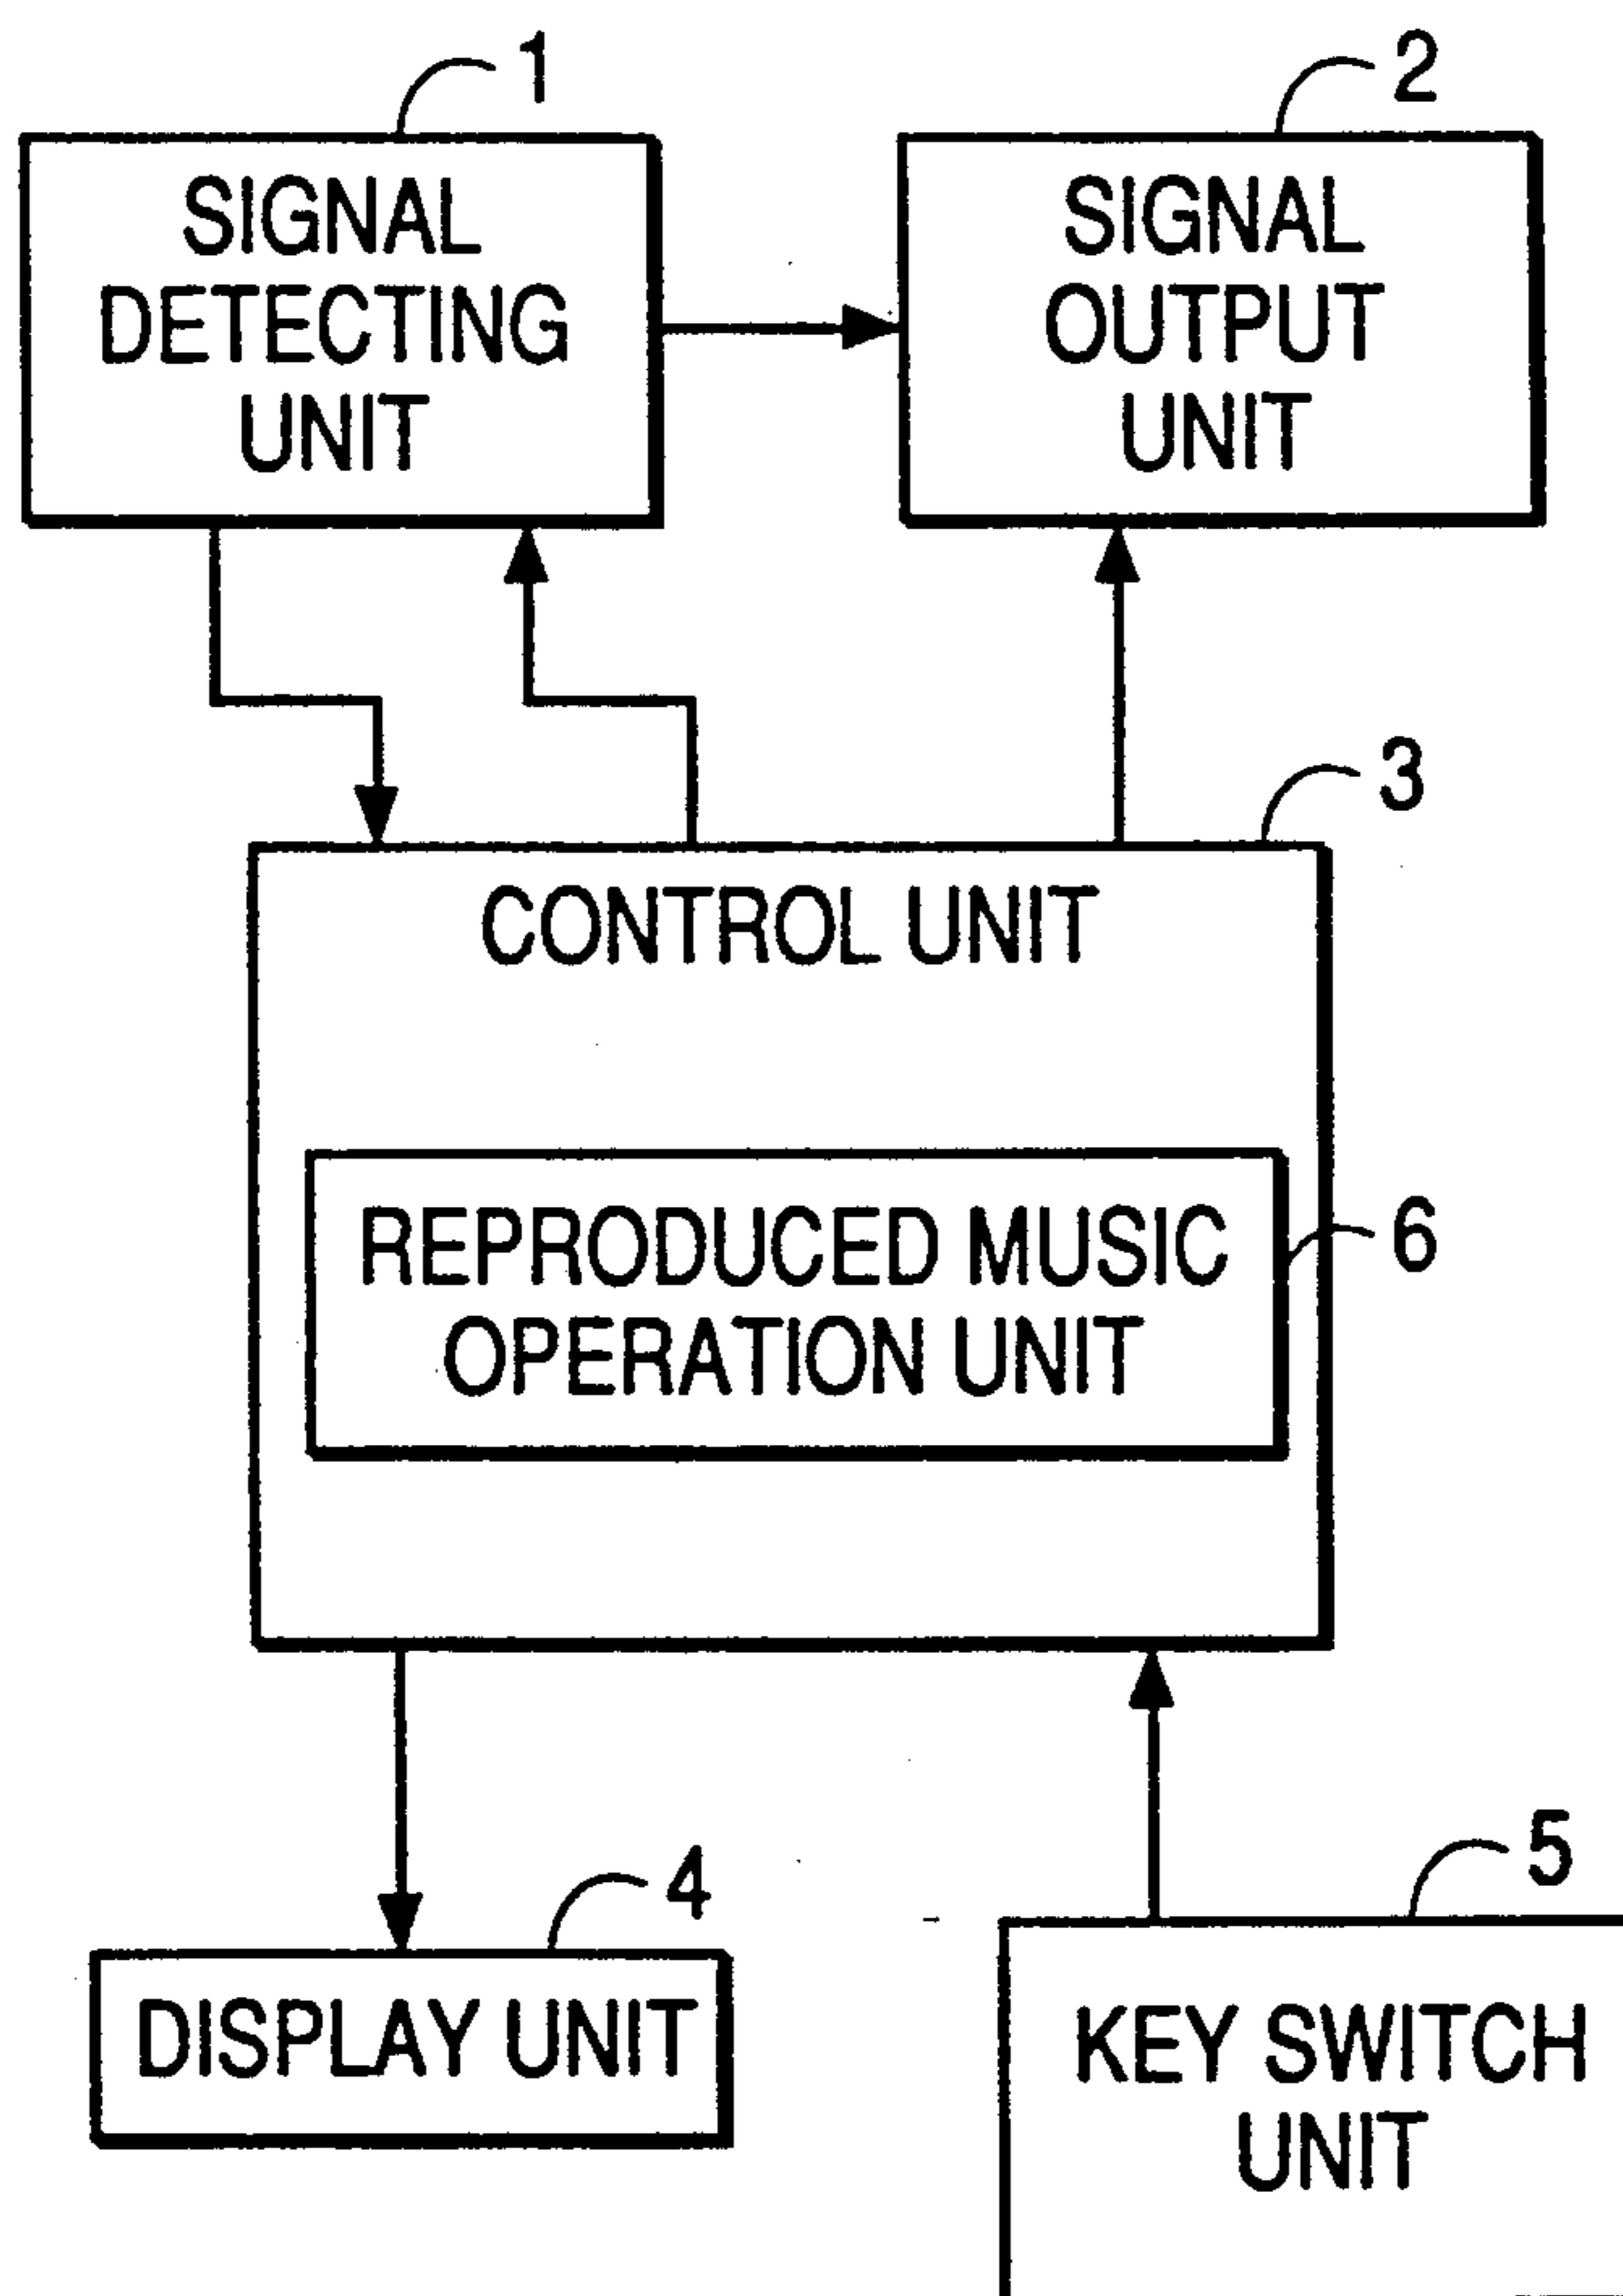 1
2
SIGNAL
DETECTING
UNIT
SIGNAL
OUTPUT
UNIT
3
CONTROL UNIT
REPRODUCED MUSIC
OPERATION UNIT
6
4
5
DISPLAY UNIT
KEY SWITCH
UNIT